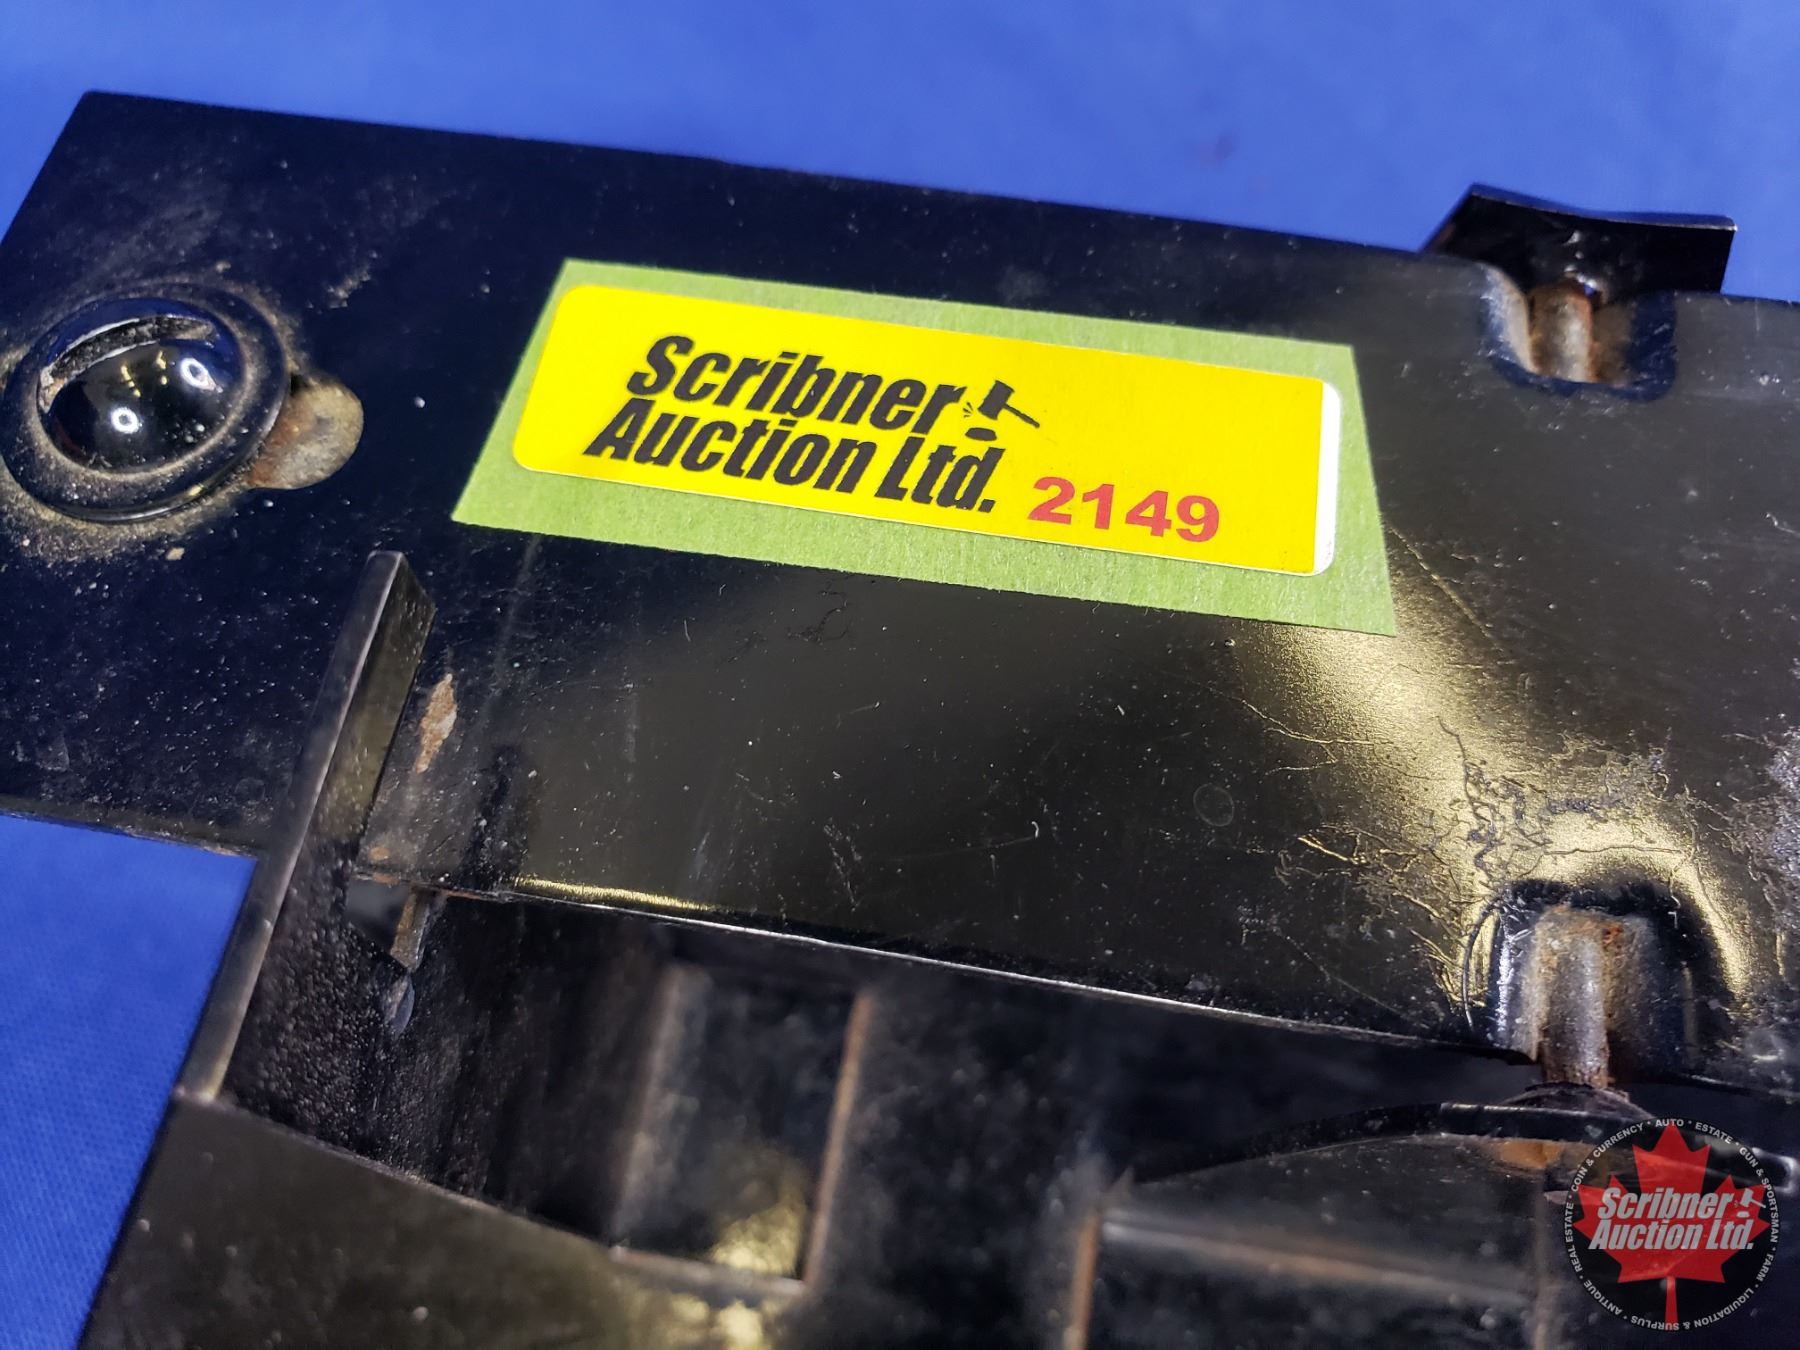 Scribner
Auction Ltd.
2149
COIN & CURRENCY * AUTO * ESTATE * GUN & SPORTSMAN * FARM * LIQUIDATION & SURPLUS * ANTIQUE * REAL ESTATE *
Scribner
Auction Ltd.